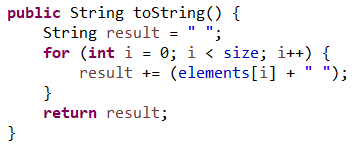 public String toString() {
    String result = " ";
    for (int i = 0; i < size; i++) {
        result += (elements[i] + " ");
    }
    return result;
}